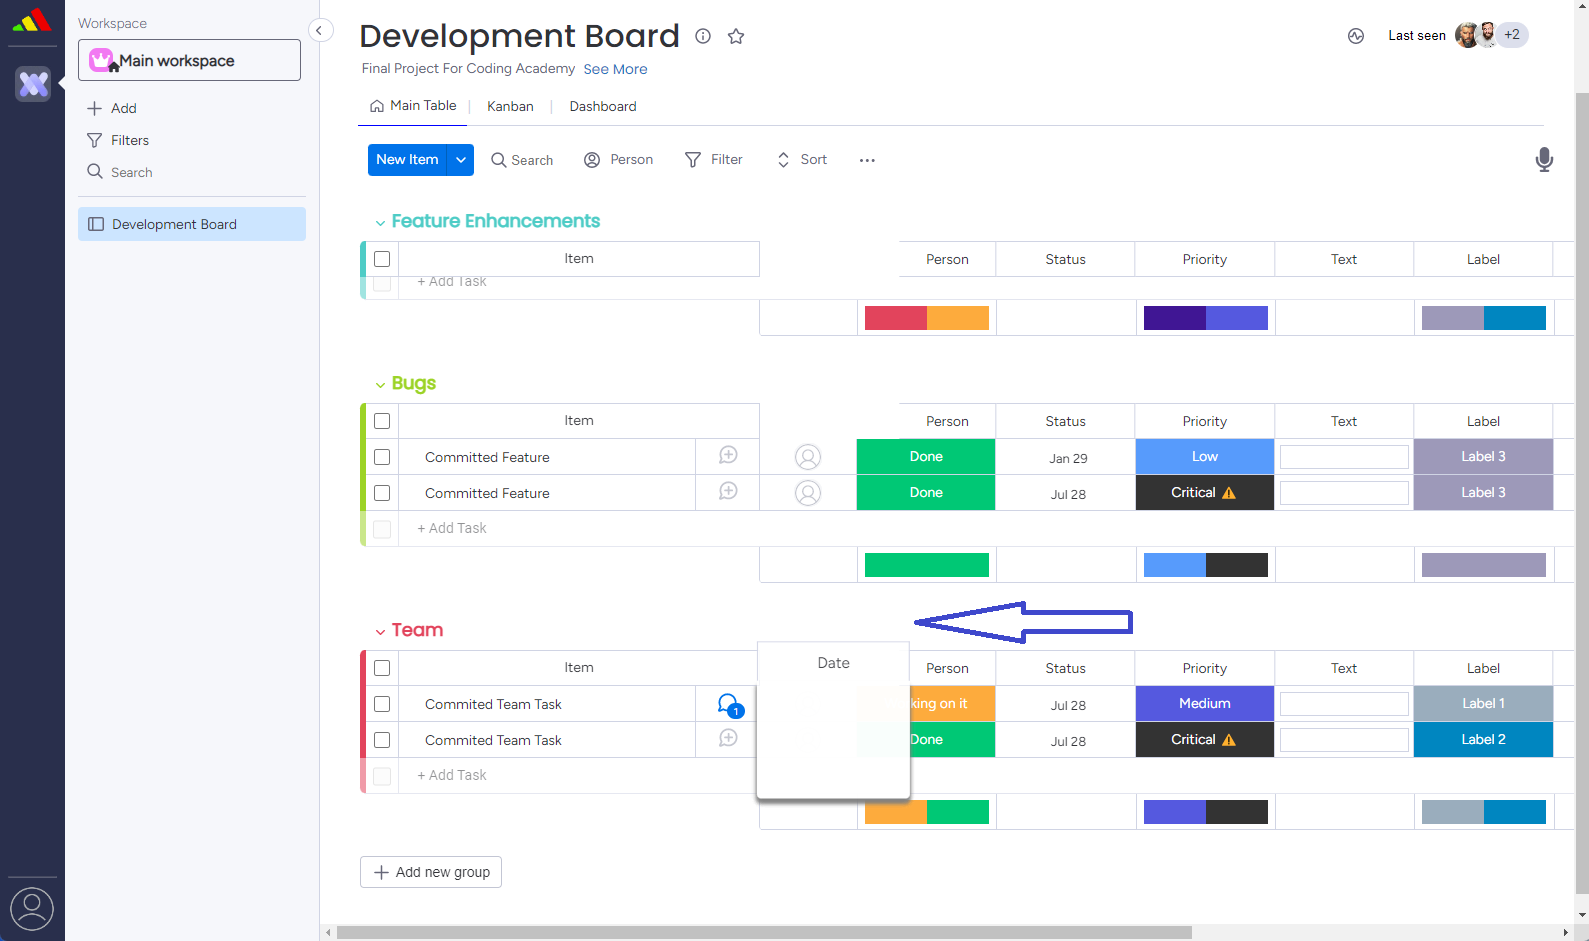 Workspace
Main workspace
Add
Filters
Search
Development Board
Development Board
Last seen
+2
Final Project For Coding Academy See More
Main Table | Kanban | Dashboard
New Item Search Person Filter Sort
Feature Enhancements
Item Person Status Priority Text Label
+ Add Task
Bugs
Item Person Status Priority Text Label
Committed Feature Done Jan 29 Low Label 3
Committed Feature Done Jul 28 Critical Label 3
+ Add Task
Team
Item Date Person Status Priority Text Label
Commited Team Task 1 king on it Jul 28 Medium Label 1
Commited Team Task Done Jul 28 Critical Label 2
+ Add Task
Add new group